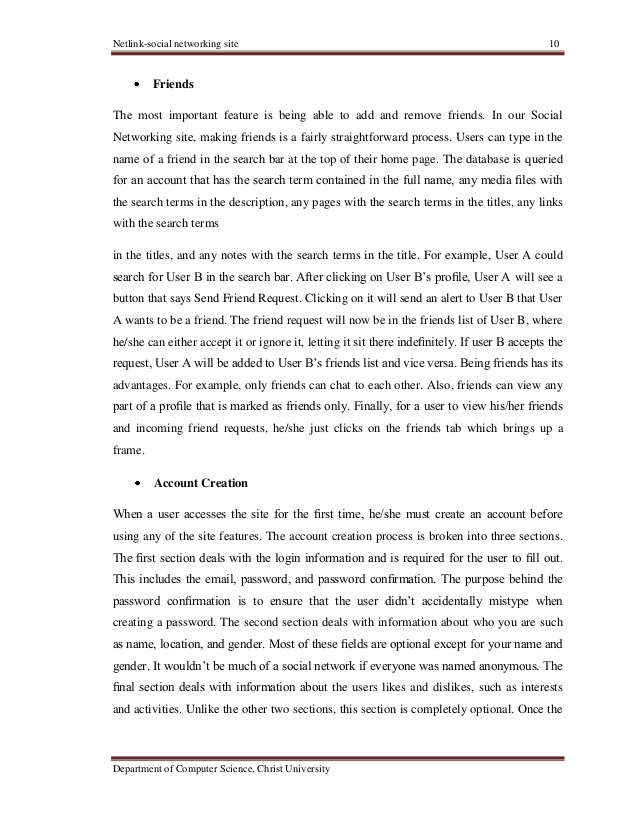 Netlink-social networking site 10
• Friends
The most important feature is being able to add and remove friends. In our Social
Networking site, making friends is a fairly straightforward process. Users can type in the
name of a friend in the search bar at the top of their home page. The database is queried
for an account that has the search term contained in the full name, any media files with
the search terms in the description, any pages with the search terms in the titles, any links
with the search terms
in the titles, and any notes with the search terms in the title. For example, User A could
search for User B in the search bar. After clicking on User B's profile, User A will see a
button that says Send Friend Request. Clicking on it will send an alert to User B that User
A wants to be a friend. The friend request will now be in the friends list of User B, where
he/she can either accept it or ignore it, letting it sit there indefinitely. If user B accepts the
request, User A will be added to User B's friends list and vice versa. Being friends has its
advantages. For example, only friends can chat to each other. Also, friends can view any
part of a profile that is marked as friends only. Finally, for a user to view his/her friends
and incoming friend requests, he/she just clicks on the friends tab which brings up a
frame.
• Account Creation
When a user accesses the site for the first time, he/she must create an account before
using any of the site features. The account creation process is broken into three sections.
The first section deals with the login information and is required for the user to fill out.
This includes the email, password, and password confirmation. The purpose behind the
password confirmation is to ensure that the user didn't accidentally mistype when
creating a password. The second section deals with information about who you are such
as name, location, and gender. Most of these fields are optional except for your name and
gender. It wouldn't be much of a social network if everyone was named anonymous. The
final section deals with information about the users likes and dislikes, such as interests
and activities. Unlike the other two sections, this section is completely optional. Once the
Department of Computer Science, Christ University